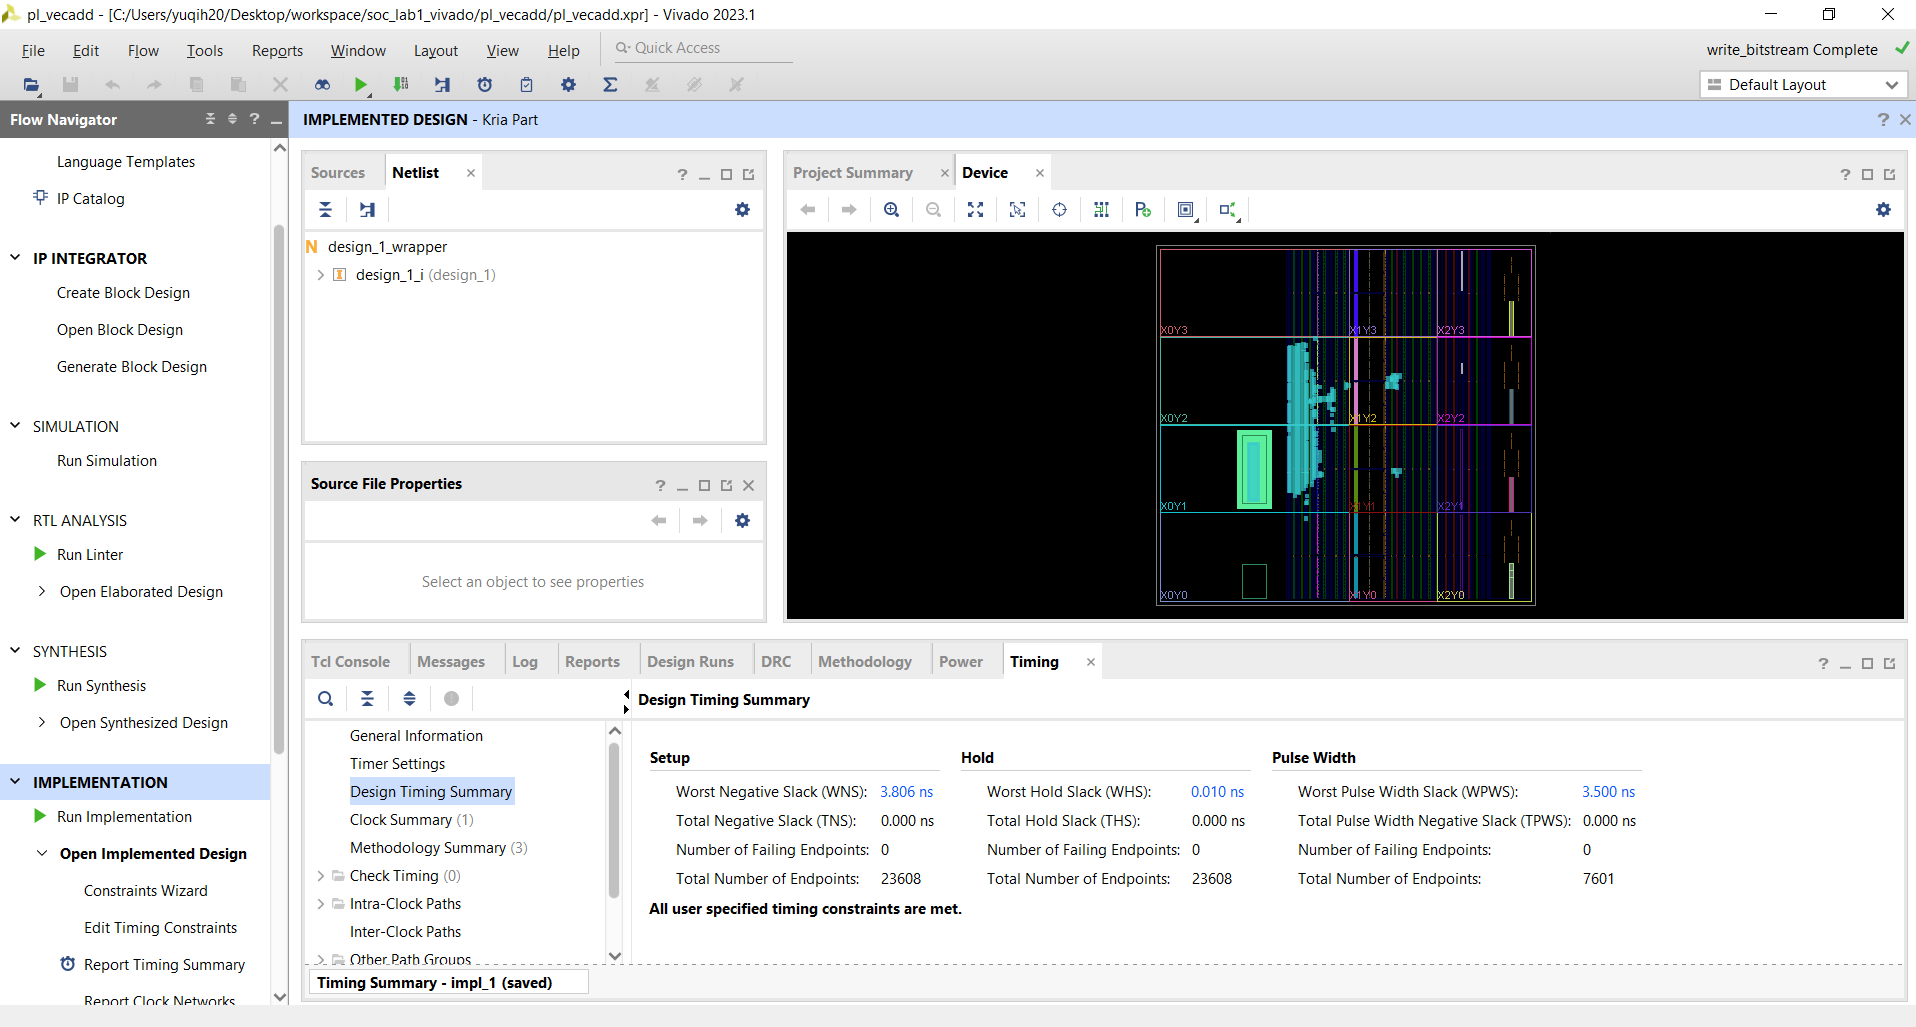 pl_vecadd - [C:/Users/yuqih20/Desktop/workspace/soc_lab1_vivado/pl_vecadd/pl_vecadd.xpr] - Vivado 2023.1
File Edit Flow Tools Reports Window Layout View Help Quick Access
write_bitstream Complete
Default Layout
Flow Navigator
IMPLEMENTED DESIGN - Kria Part
Language Templates
IP Catalog
IP INTEGRATOR
Create Block Design
Open Block Design
Generate Block Design
SIMULATION
Run Simulation
RTL ANALYSIS
Run Linter
Open Elaborated Design
SYNTHESIS
Run Synthesis
Open Synthesized Design
IMPLEMENTATION
Run Implementation
Open Implemented Design
Constraints Wizard
Edit Timing Constraints
Report Timing Summary
Report Clock Networks
Sources Netlist
design_1_wrapper
design_1_i (design_1)
Source File Properties
Select an object to see properties
Project Summary Device
X0Y3 X1Y3 X2Y3
X0Y2 X1Y2 X2Y2
X0Y1 X1Y1 X2Y1
X0Y0 X1Y0 X2Y0
Tcl Console Messages Log Reports Design Runs DRC Methodology Power Timing
Design Timing Summary
General Information
Timer Settings
Design Timing Summary
Clock Summary (1)
Methodology Summary (3)
Check Timing (0)
Intra-Clock Paths
Inter-Clock Paths
Other Path Groups
Setup
Worst Negative Slack (WNS): 3.806 ns
Total Negative Slack (TNS): 0.000 ns
Number of Failing Endpoints: 0
Total Number of Endpoints: 23608
Hold
Worst Hold Slack (WHS): 0.010 ns
Total Hold Slack (THS): 0.000 ns
Number of Failing Endpoints: 0
Total Number of Endpoints: 23608
Pulse Width
Worst Pulse Width Slack (WPWS): 3.500 ns
Total Pulse Width Negative Slack (TPWS): 0.000 ns
Number of Failing Endpoints: 0
Total Number of Endpoints: 7601
All user specified timing constraints are met.
Timing Summary - impl_1 (saved)